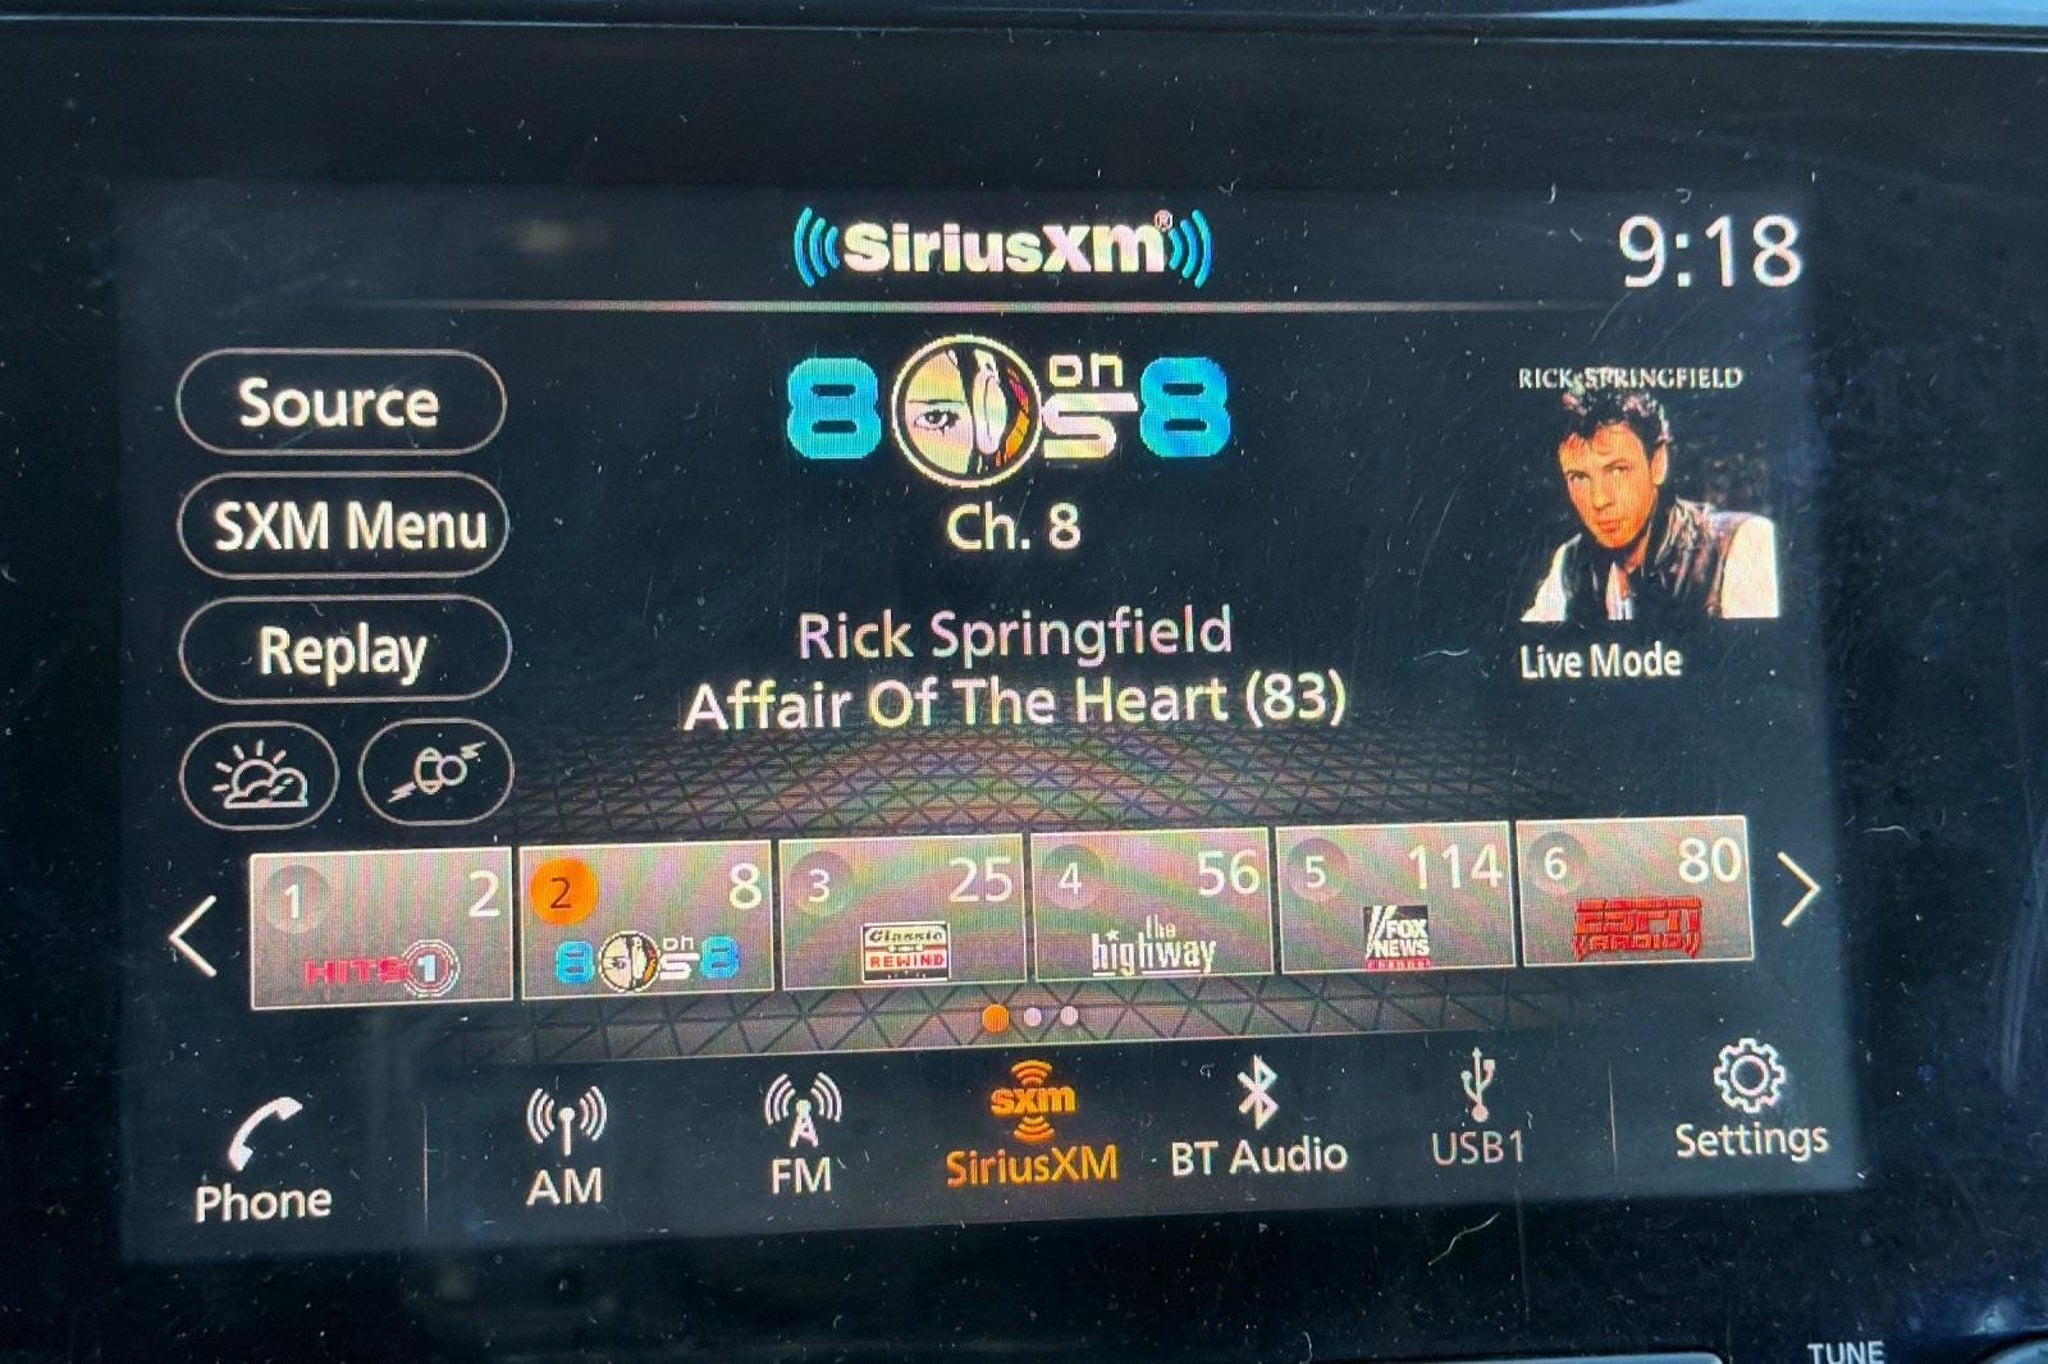 SiriusXM®
9:18
Source
SXM Menu
Replay
80s on 8
Ch. 8
Rick Springfield
Affair Of The Heart (83)
RICK SPRINGFIELD
Live Mode
1 2
HITS 1
2 8
80s on 8
3 25
Classic
REWIND
4 56
the
highway
5 114
FOX
NEWS
channel
6 80
ESPN
RADIO
Phone
AM
FM
sxm
SiriusXM
BT Audio
USB1
Settings
TUNE